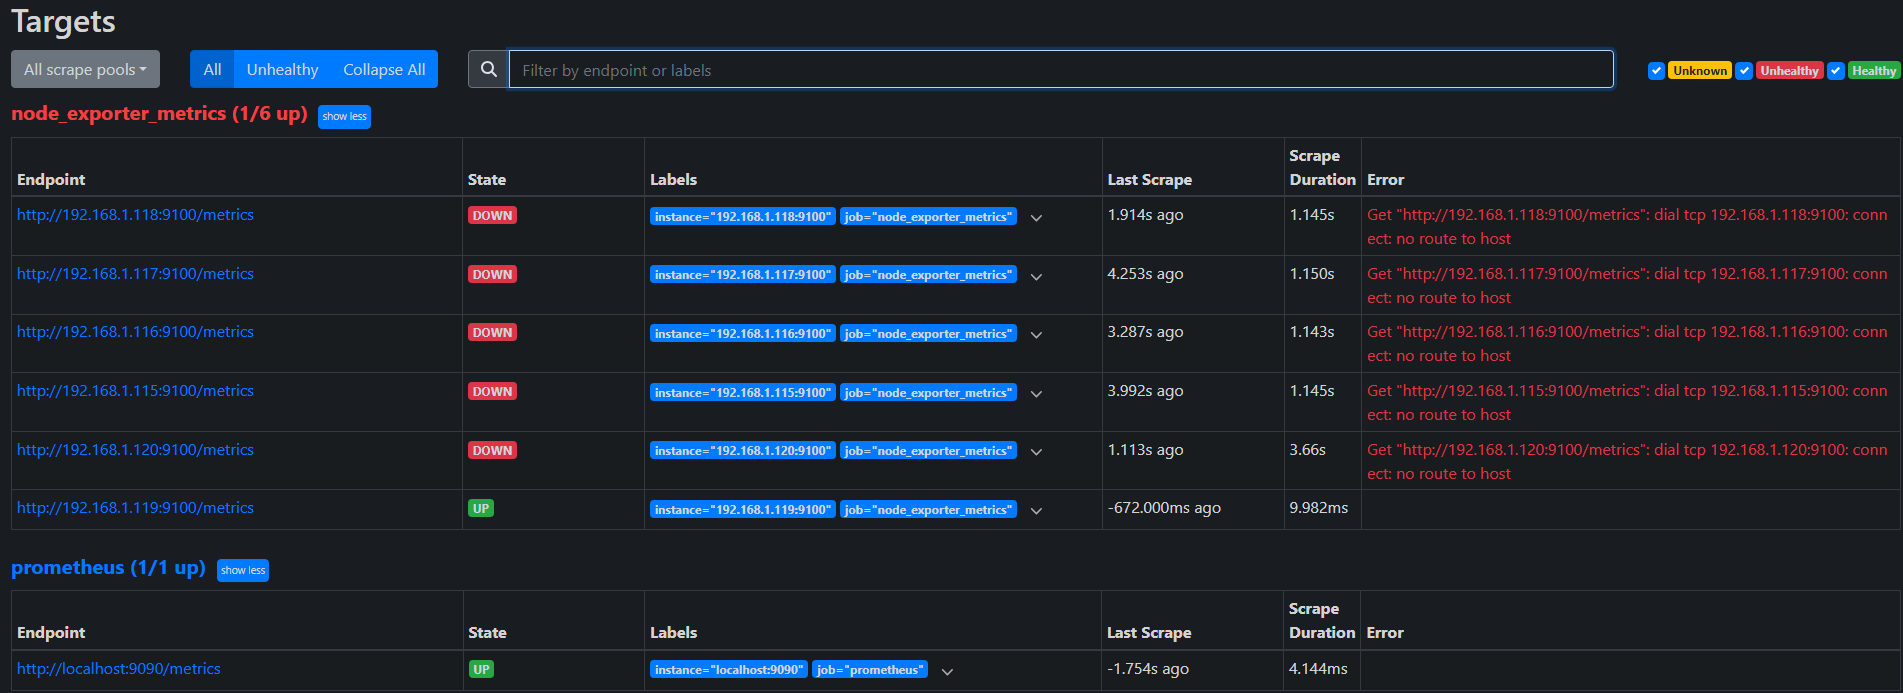 Targets
All scrape pools All Unhealthy Collapse All Filter by endpoint or labels Unknown Unhealthy Healthy
node_exporter_metrics (1/6 up) show less
Scrape
Endpoint State Labels Last Scrape Duration Error
http://192.168.1.118:9100/metrics DOWN instance="192.168.1.118:9100" job="node_exporter_metrics" 1.914s ago 1.145s Get "http://192.168.1.118:9100/metrics": dial tcp 192.168.1.118:9100: conn
ect: no route to host
http://192.168.1.117:9100/metrics DOWN instance="192.168.1.117:9100" job="node_exporter_metrics" 4.253s ago 1.150s Get "http://192.168.1.117:9100/metrics": dial tcp 192.168.1.117:9100: conn
ect: no route to host
http://192.168.1.116:9100/metrics DOWN instance="192.168.1.116:9100" job="node_exporter_metrics" 3.287s ago 1.143s Get "http://192.168.1.116:9100/metrics": dial tcp 192.168.1.116:9100: conn
ect: no route to host
http://192.168.1.115:9100/metrics DOWN instance="192.168.1.115:9100" job="node_exporter_metrics" 3.992s ago 1.145s Get "http://192.168.1.115:9100/metrics": dial tcp 192.168.1.115:9100: conn
ect: no route to host
http://192.168.1.120:9100/metrics DOWN instance="192.168.1.120:9100" job="node_exporter_metrics" 1.113s ago 3.66s Get "http://192.168.1.120:9100/metrics": dial tcp 192.168.1.120:9100: conn
ect: no route to host
http://192.168.1.119:9100/metrics UP instance="192.168.1.119:9100" job="node_exporter_metrics" -672.000ms ago 9.982ms
prometheus (1/1 up) show less
Scrape
Endpoint State Labels Last Scrape Duration Error
http://localhost:9090/metrics UP instance="localhost:9090" job="prometheus" -1.754s ago 4.144ms